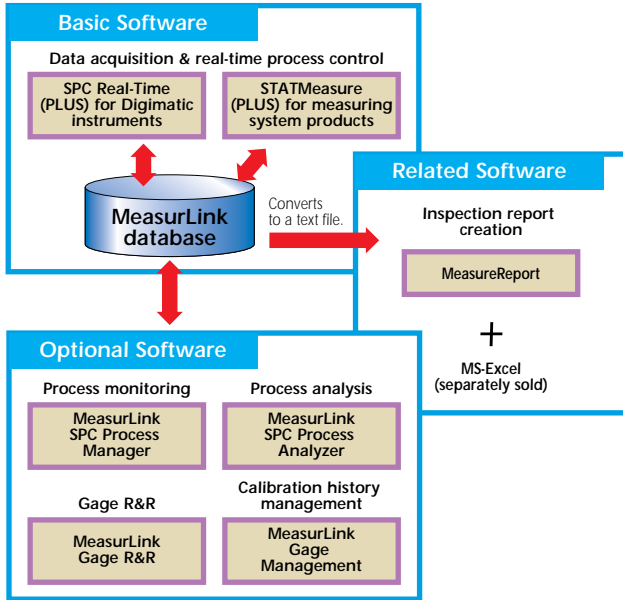 Basic Software
Data acquisition & real-time process control
SPC Real-Time
(PLUS) for Digimatic
instruments
STATMeasure
(PLUS) for measuring
system products
MeasurLink
database
Converts
to a text file.
Related Software
Inspection report
creation
MeasureReport
+
MS-Excel
(separately sold)
Optional Software
Process monitoring
MeasurLink
SPC Process
Manager
Process analysis
MeasurLink
SPC Process
Analyzer
Gage R&R
MeasurLink
Gage R&R
Calibration history
management
MeasurLink
Gage
Management